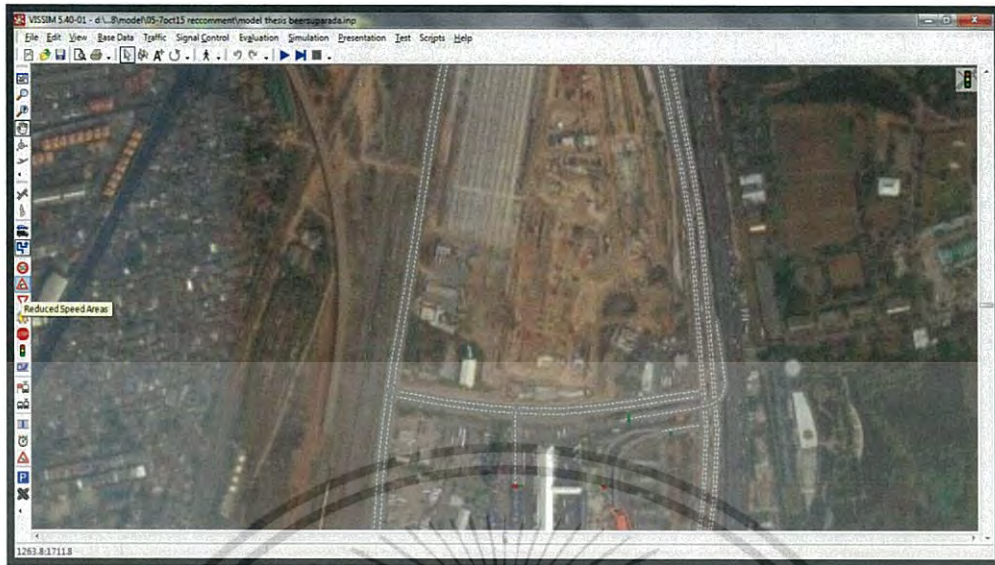 VISSIM 5.40-01 - d:\...8\model\05-7oct15 reccomment\model thesis beersuparada.inp
File Edit View Base Data Traffic Signal Control Evaluation Simulation Presentation Test Scripts Help
Reduced Speed Areas
STOP
P
1263.8:1711.8